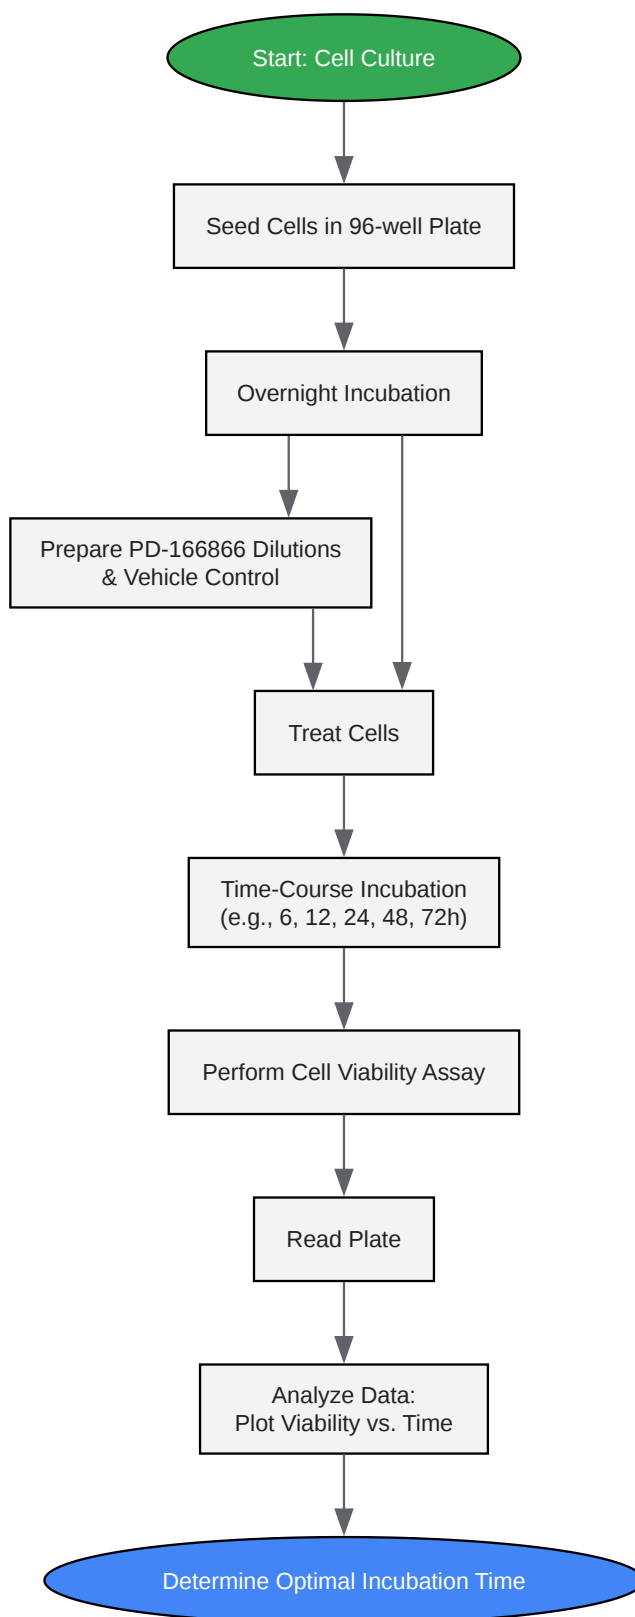 Start: Cell Culture
Seed Cells in 96-well Plate
Overnight Incubation
Prepare PD-166866 Dilutions
& Vehicle Control
Treat Cells
Time-Course Incubation
(e.g., 6, 12, 24, 48, 72h)
Perform Cell Viability Assay
Read Plate
Analyze Data:
Plot Viability vs. Time
Determine Optimal Incubation Time